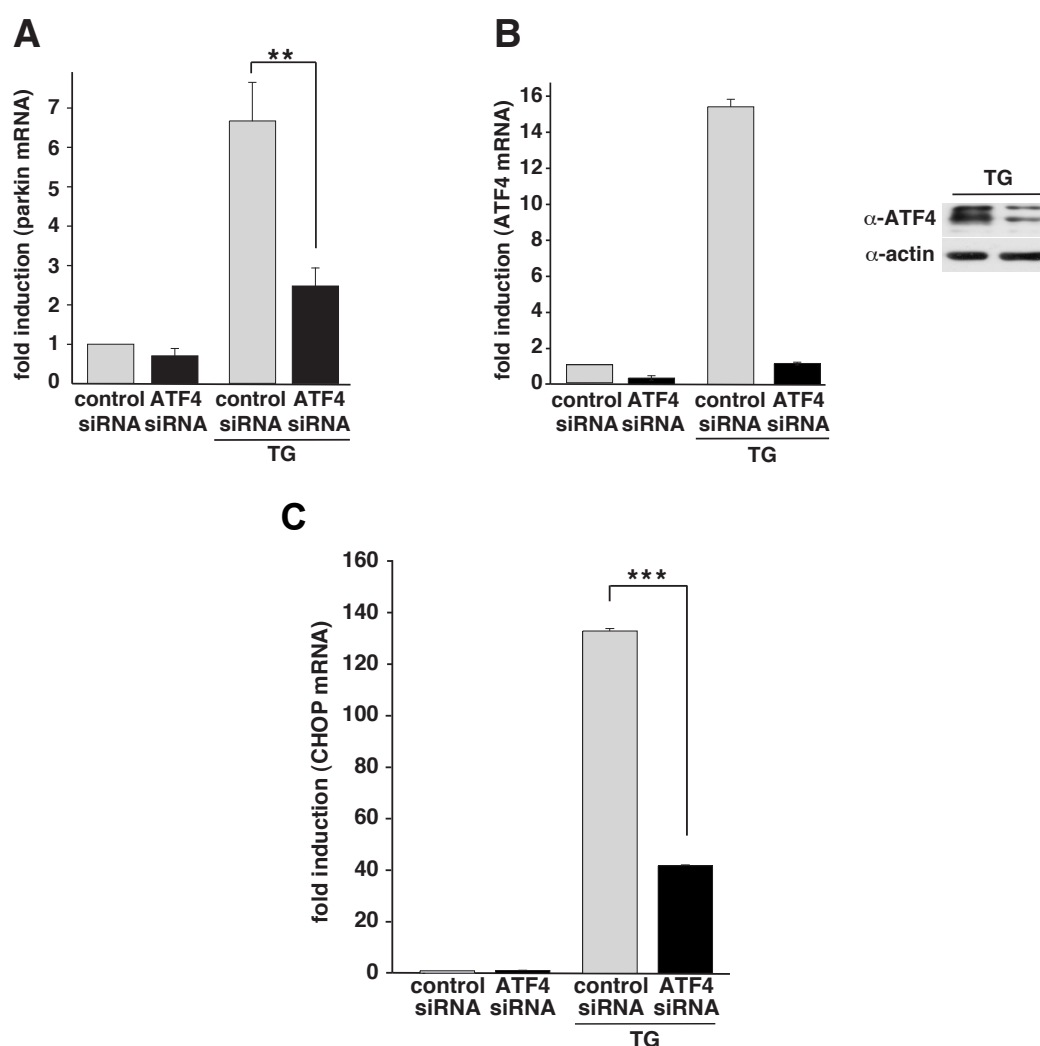 A
fold induction (parkin mRNA)
7
6
5
4
3
2
1
0
**
control ATF4 control ATF4
siRNA siRNA siRNA siRNA
TG
B
fold induction (ATF4 mRNA)
16
14
12
10
8
6
4
2
0
control ATF4 control ATF4
siRNA siRNA siRNA siRNA
TG
TG
α-ATF4
α-actin
C
fold induction (CHOP mRNA)
160
140
120
100
80
60
40
20
0
***
control ATF4 control ATF4
siRNA siRNA siRNA siRNA
TG